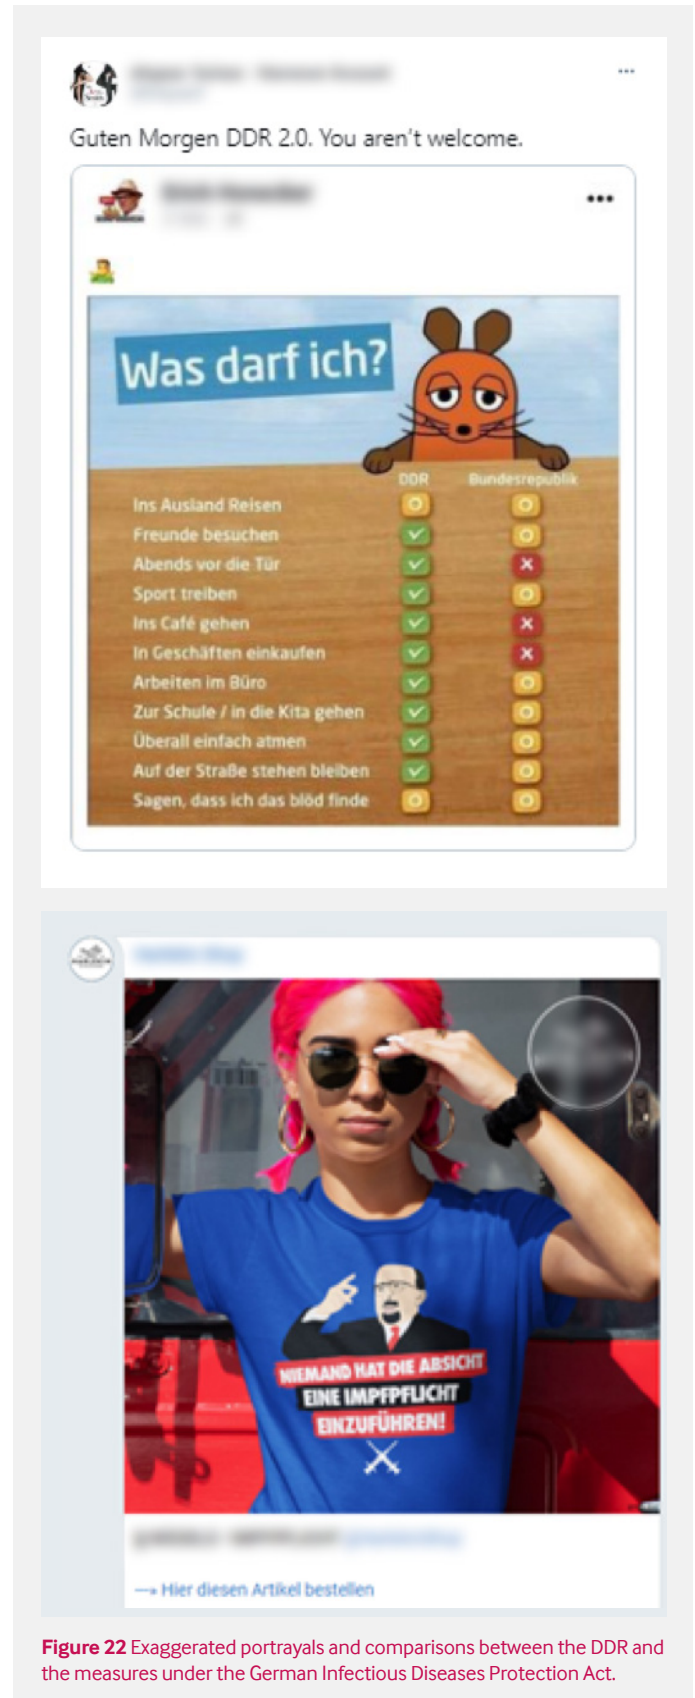 Guten Morgen DDR 2.0. You aren't welcome.
Was darf ich?
DDR Bundesrepublik
Ins Ausland Reisen
Freunde besuchen
Abends vor die Tür
Sport treiben
Ins Café gehen
In Geschäften einkaufen
Arbeiten im Büro
Zur Schule / in die Kita gehen
Überall einfach atmen
Auf der Straße stehen bleiben
Sagen, dass ich das blöd finde
NIEMAND HAT DIE ABSICHT
EINE IMPFPFLICHT
EINZUFÜHREN!
—» Hier diesen Artikel bestellen
Figure 22 Exaggerated portrayals and comparisons between the DDR and
the measures under the German Infectious Diseases Protection Act.